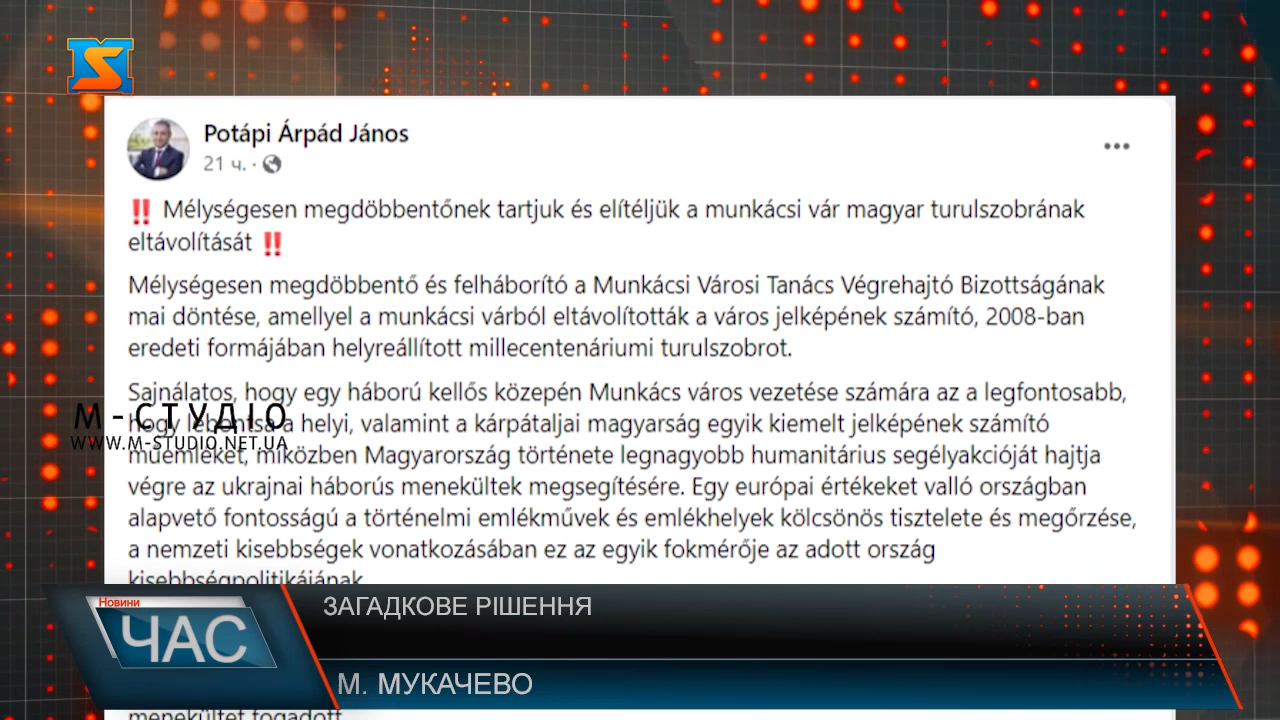 Potápi Árpád János
21 ч. ·
‼ Mélységesen megdöbbentőnek tartjuk és elítéljük a munkácsi vár magyar turulszobrának
eltávolítását ‼
Mélységesen megdöbbentő és felháborító a Munkácsi Városi Tanács Végrehajtó Bizottságának
mai döntése, amellyel a munkácsi várból eltávolították a város jelképének számító, 2008-ban
eredeti formájában helyreállított millecentenáriumi turulszobrot.
Sajnálatos, hogy egy háború kellős közepén Munkács város vezetése számára az a legfontosabb,
hogy lebontsa a helyi, valamint a kárpátaljai magyarság egyik kiemelt jelképének számító
műemléket, miközben Magyarország története legnagyobb humanitárius segélyakcióját hajtja
végre az ukrajnai háborús menekültek megsegítésére. Egy európai értékeket valló országban
alapvető fontosságú a történelmi emlékművek és emlékhelyek kölcsönös tisztelete és megőrzése,
a nemzeti kisebbségek vonatkozásában ez az egyik fokmérője az adott ország
kisebbségpolitikájának
М-СТУДІО
WWW.M-STUDIO.NET.UA
Новини
ЧАС
ЗАГАДКОВЕ РІШЕННЯ
М. МУКАЧЕВО
menekültet fogadott